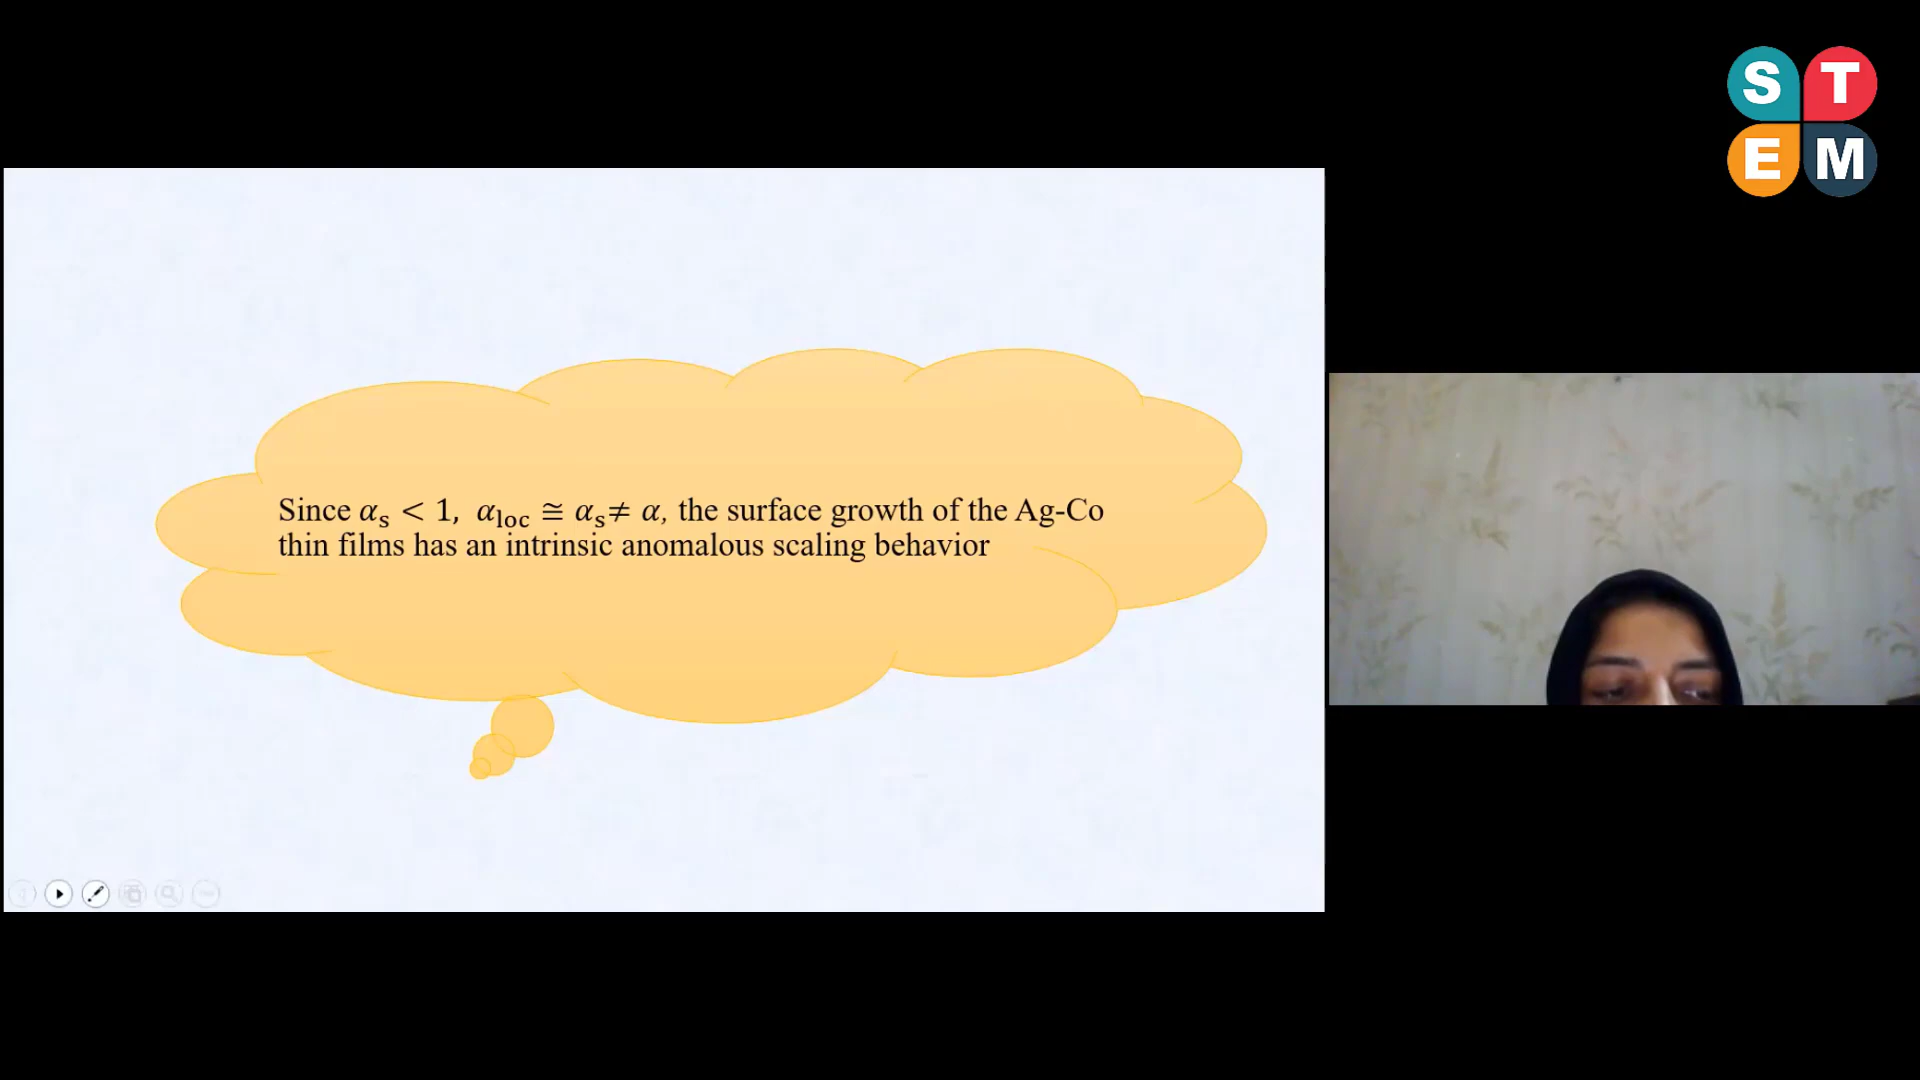 S T
E M
Since αₛ < 1, α_loc ≅ αₛ ≠ α, the surface growth of the Ag-Co
thin films has an intrinsic anomalous scaling behavior